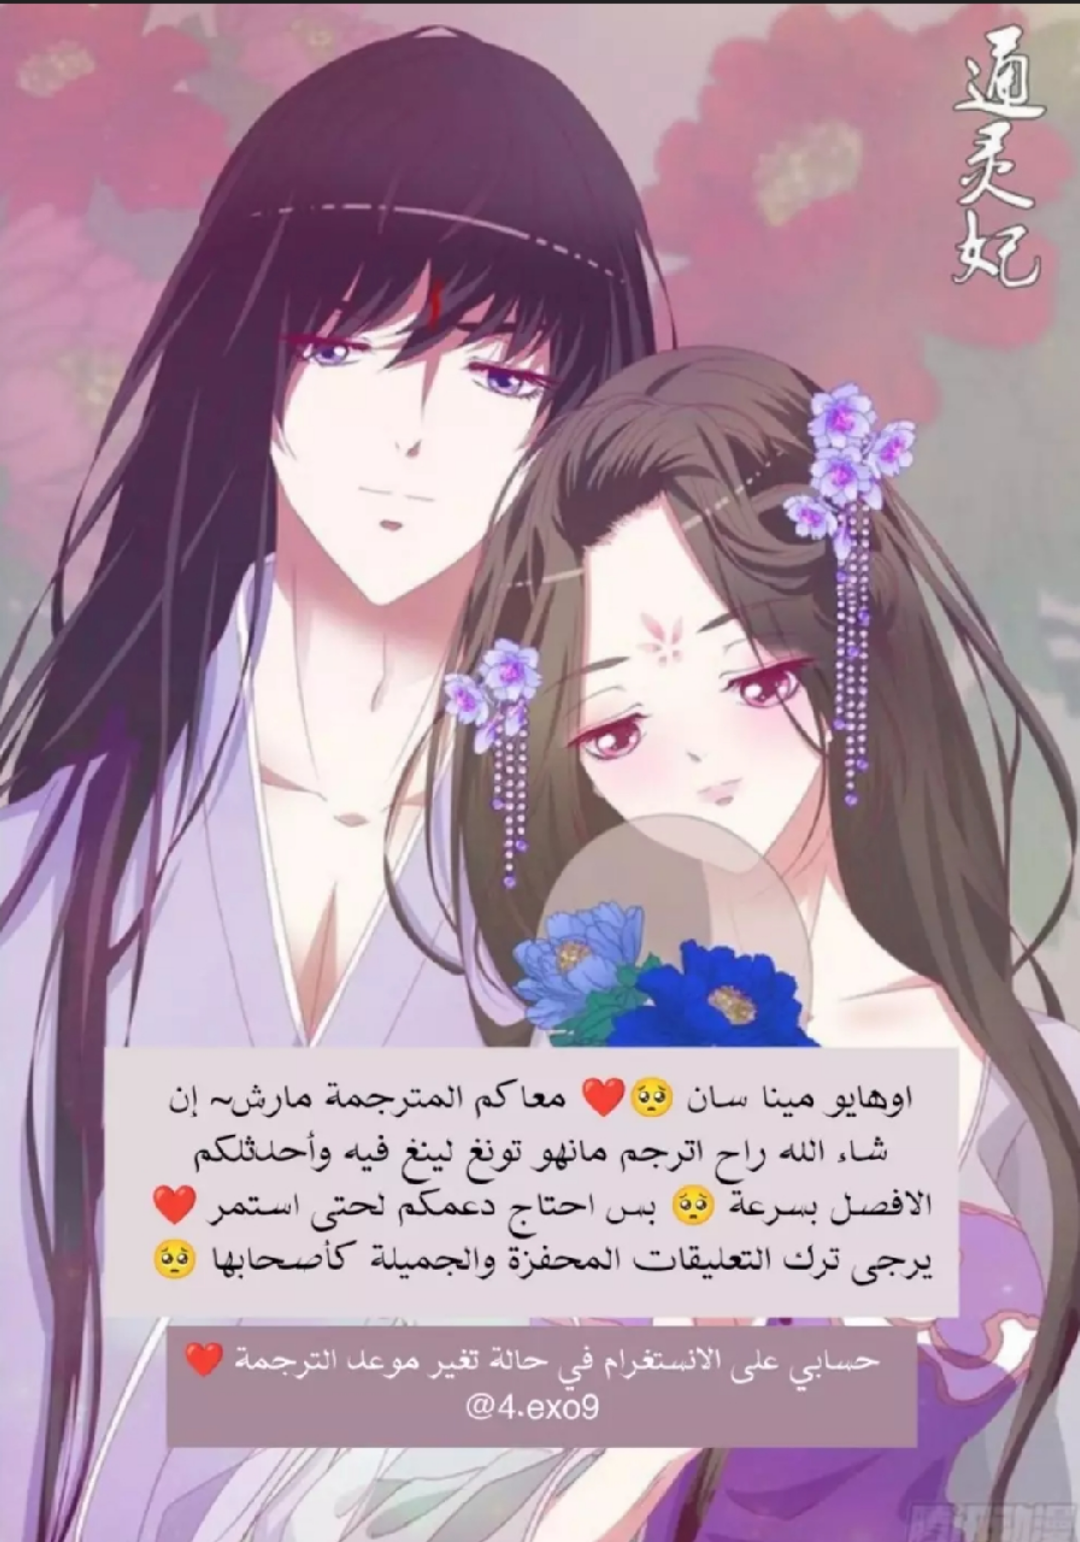 通灵妃
اوهايو مينا سان 🥺❤️ معاكم المترجمة مارش~ إن
شاء الله راح اترجم مانهو تونغ لينغ فيه وأحدثلكم
الافصل بسرعة 🥺 بس احتاج دعمكم لحتى استمر ❤️
يرجى ترك التعليقات المحفزة والجميلة كأصحابها 🥺
حسابي على الانستغرام في حالة تغير موعد الترجمة ❤️
@4.exo9